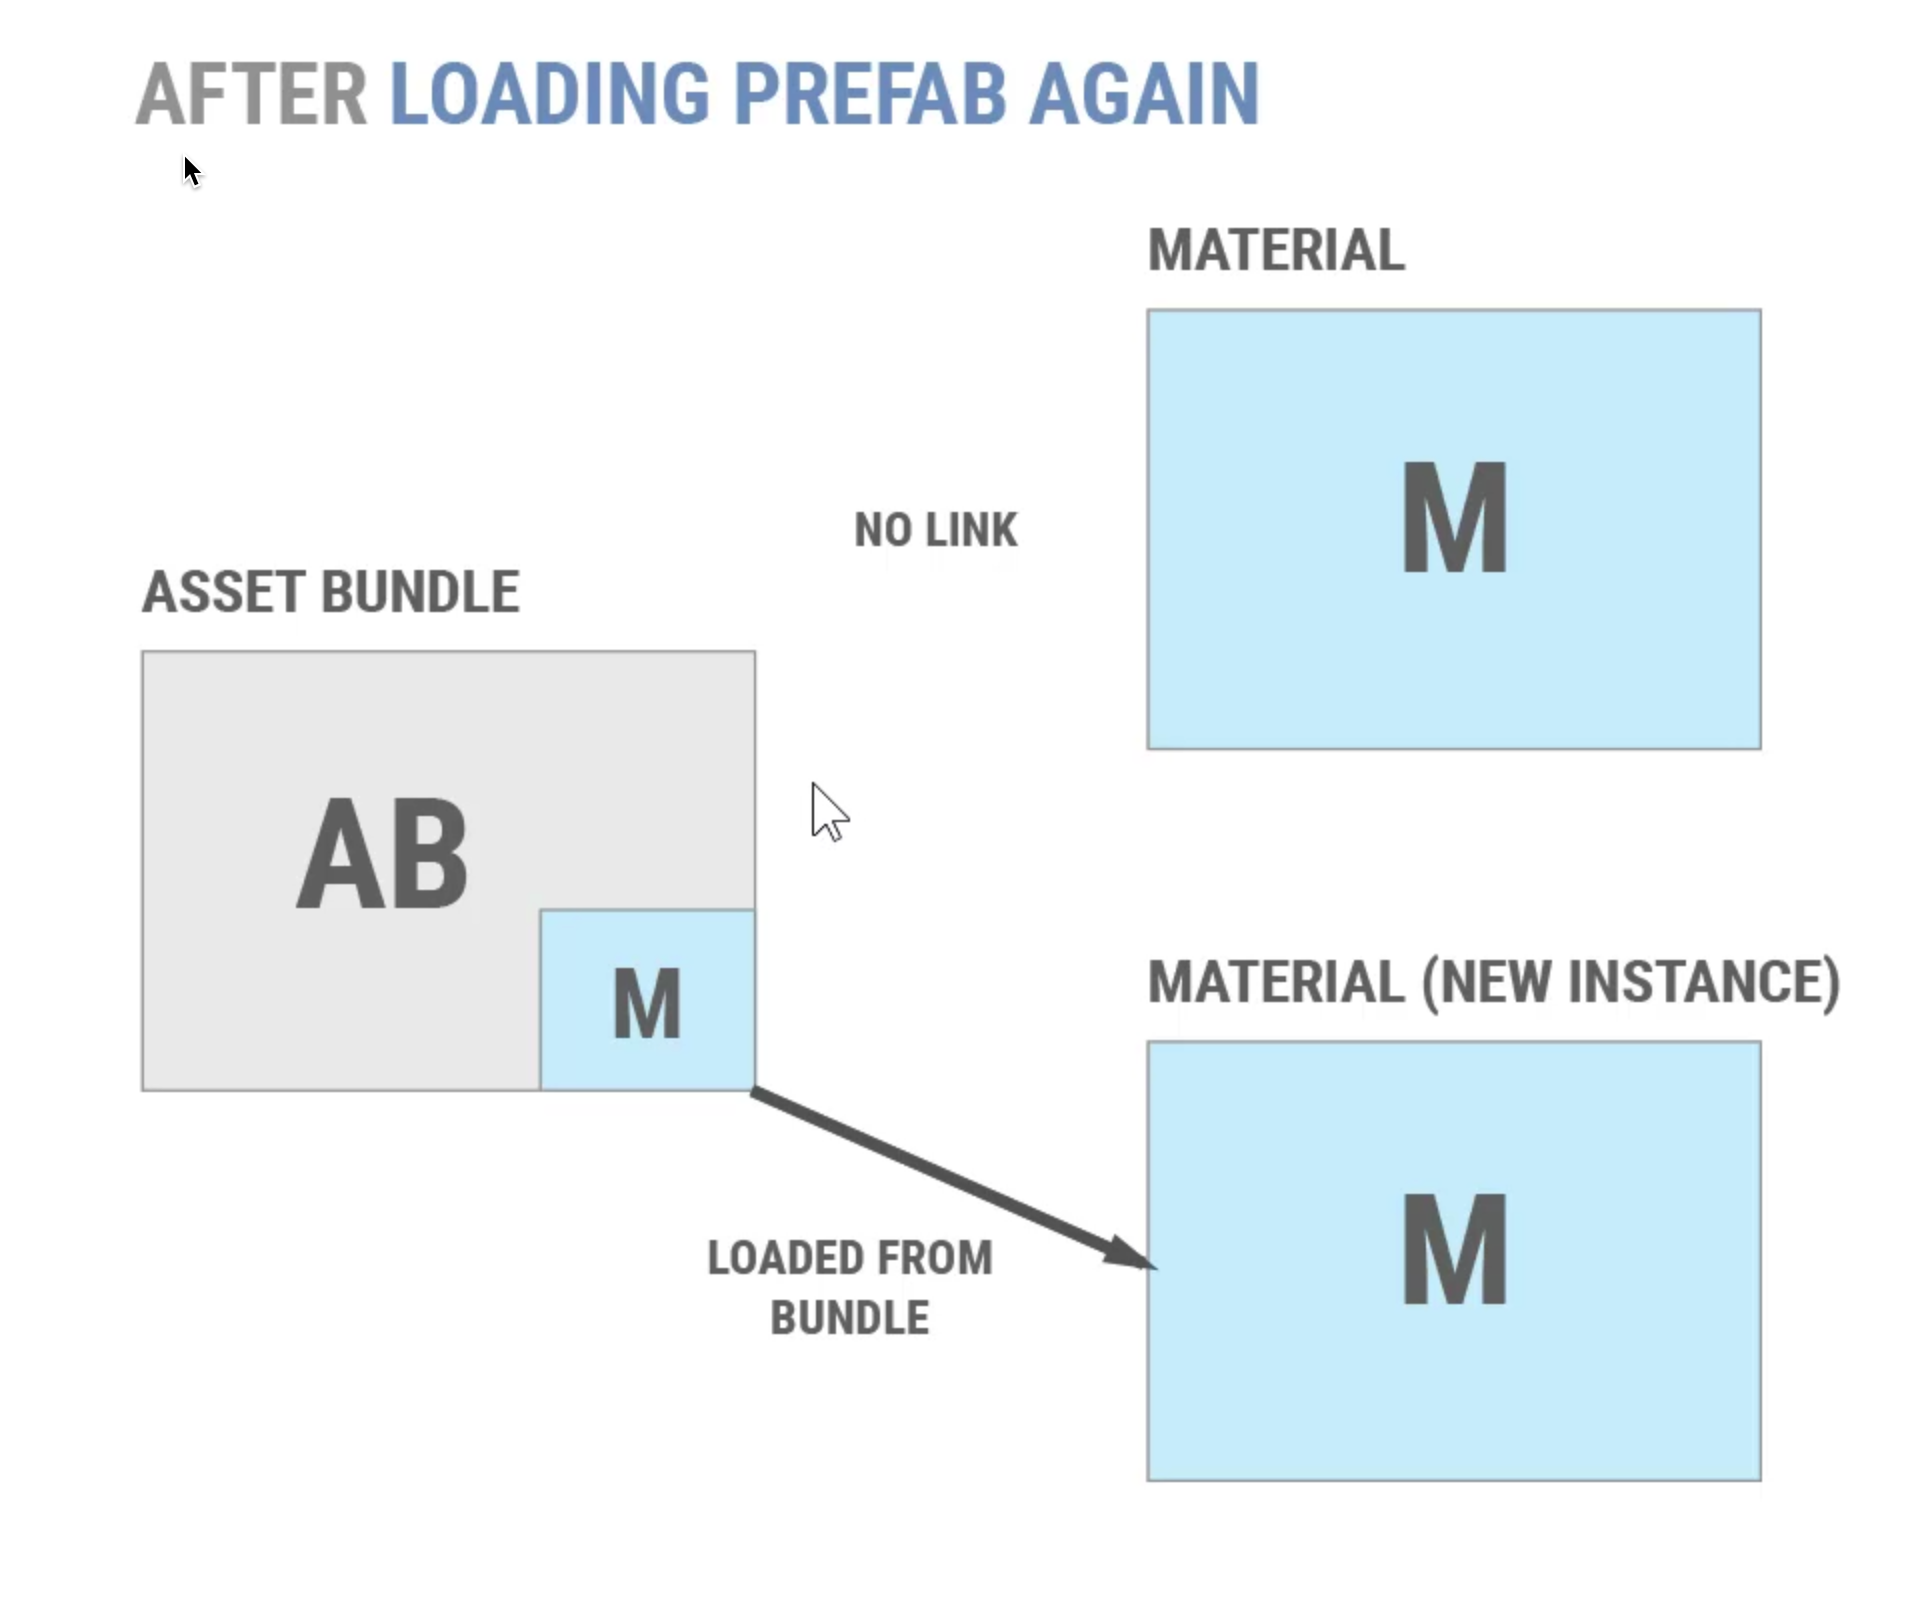 AFTER LOADING PREFAB AGAIN
MATERIAL
M
NO LINK
ASSET BUNDLE
AB
M
MATERIAL (NEW INSTANCE)
M
LOADED FROM
BUNDLE